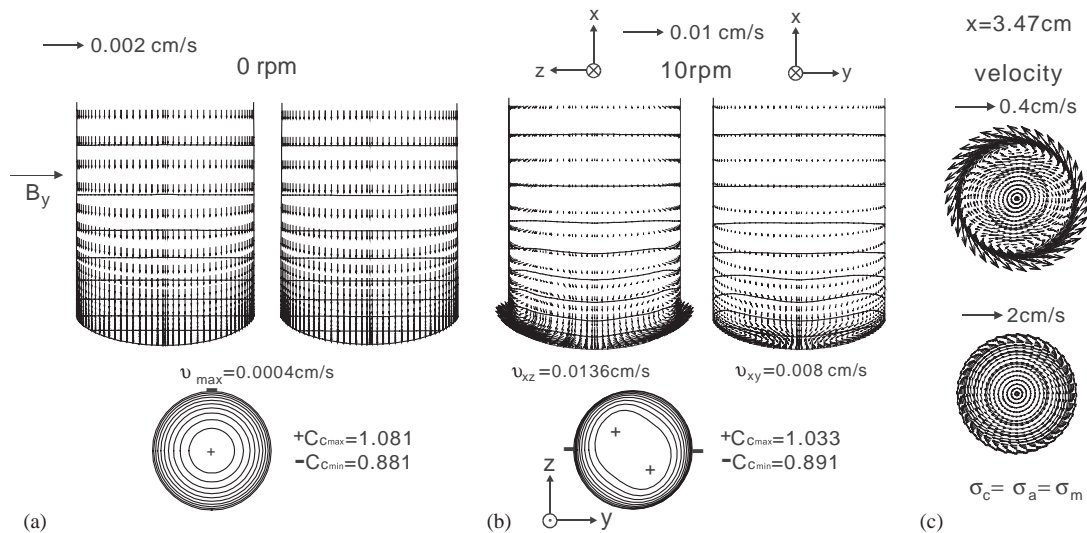 0.002 cm/s
0 rpm
B_y
υ_max=0.0004cm/s
+C_Cmax=1.081
−C_Cmin=0.881
(a)
x
z
0.01 cm/s
10rpm
x
y
υ_xz=0.0136cm/s
υ_xy=0.008 cm/s
+ +
+C_Cmax=1.033
−C_Cmin=0.891
z
y
(b)
x=3.47cm
velocity
0.4cm/s
2cm/s
σ_c= σ_a= σ_m
(c)